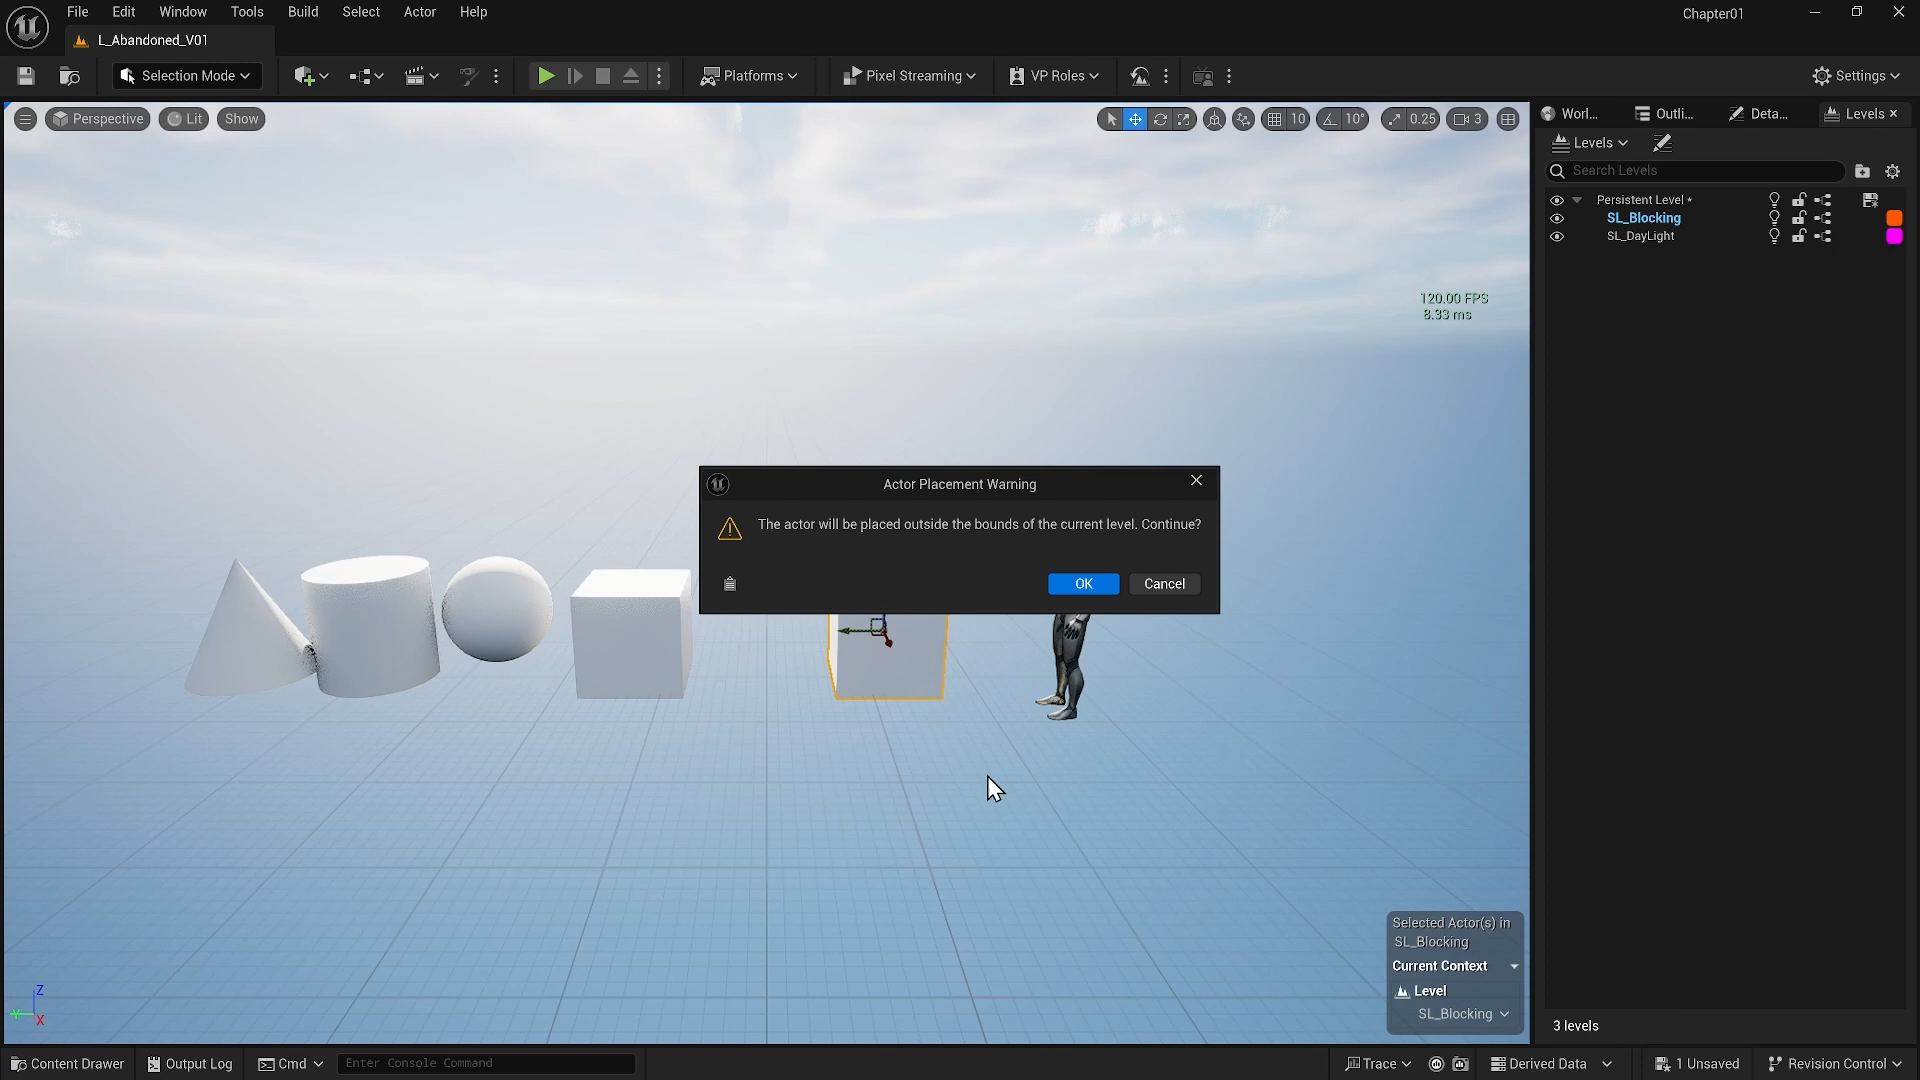 File Edit Window Tools Build Select Actor Help
Chapter01
L_Abandoned_V01
Selection Mode
Platforms
Pixel Streaming
VP Roles
Settings
Perspective Lit Show
10 10° 0.25 3
Worl... Outli... Deta... Levels
Levels
Search Levels
Persistent Level *
SL_Blocking
SL_DayLight
120.00 FPS
8.33 ms
Actor Placement Warning
The actor will be placed outside the bounds of the current level. Continue?
OK Cancel
Selected Actor(s) in
SL_Blocking
Current Context
Level
SL_Blocking
Z
Y
X
3 levels
Content Drawer Output Log Cmd Enter Console Command
Trace Derived Data 1 Unsaved Revision Control